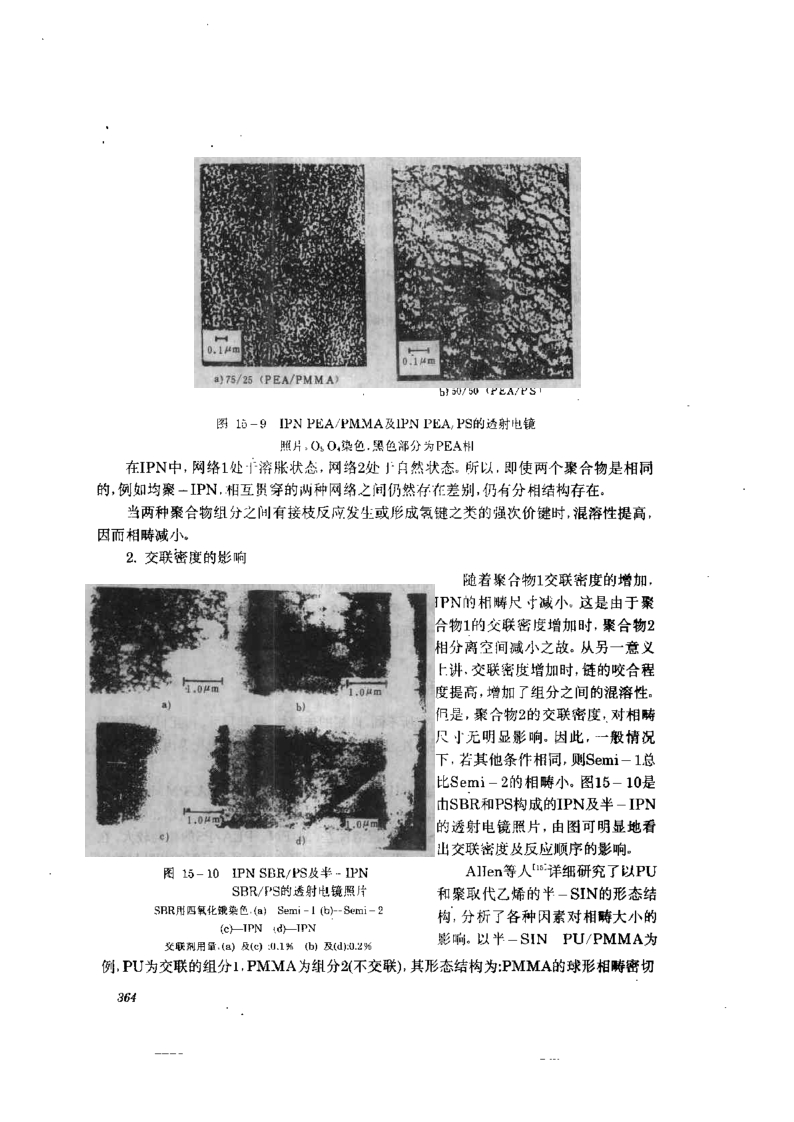 0.1μm
0.1μm
a)75/25 (PEA/PMMA)
b) 50/50 (PEA/PS)
图 15-9 IPN PEA/PMMA及IPN PEA/PS的透射电镜
照片,OsO4染色.黑色部分为PEA相
在IPN中,网络1处于溶胀状态,网络2处于自然状态。所以,即使两个聚合物是相同
的,例如均聚-IPN,相互贯穿的两种网络之间仍然存在差别,仍有分相结构存在。
当两种聚合物组分之间有接枝反应发生或形成氢键之类的强次价键时,混溶性提高,
因而相畴减小。
2. 交联密度的影响
随着聚合物1交联密度的增加,
IPN的相畴尺寸减小。这是由于聚
合物1的交联密度增加时,聚合物2
相分离空间减小之故。从另一意义
上讲,交联密度增加时,链的咬合程
度提高,增加了组分之间的混溶性。
但是,聚合物2的交联密度,对相畴
尺寸无明显影响。因此,一般情况
下,若其他条件相同,则Semi-1总
比Semi-2的相畴小。图15-10是
由SBR和PS构成的IPN及半-IPN
的透射电镜照片,由图可明显地看
出交联密度及反应顺序的影响。
1.0μm
1.0μm
a)
b)
1.0μm
1.0μm
c)
d)
图 15-10 IPN SBR/PS及半-IPN
SBR/PS的透射电镜照片
SBR用四氧化锇染色.(a) Semi-1 (b)--Semi-2
(c)—IPN (d)—IPN
交联剂用量.(a) 及(c) :0.1% (b) 及(d):0.2%
Allen等人[15]详细研究了以PU
和聚取代乙烯的半-SIN的形态结
构,分析了各种因素对相畴大小的
影响。以半-SIN PU/PMMA为
例,PU为交联的组分1,PMMA为组分2(不交联),其形态结构为:PMMA的球形相畴密切
364